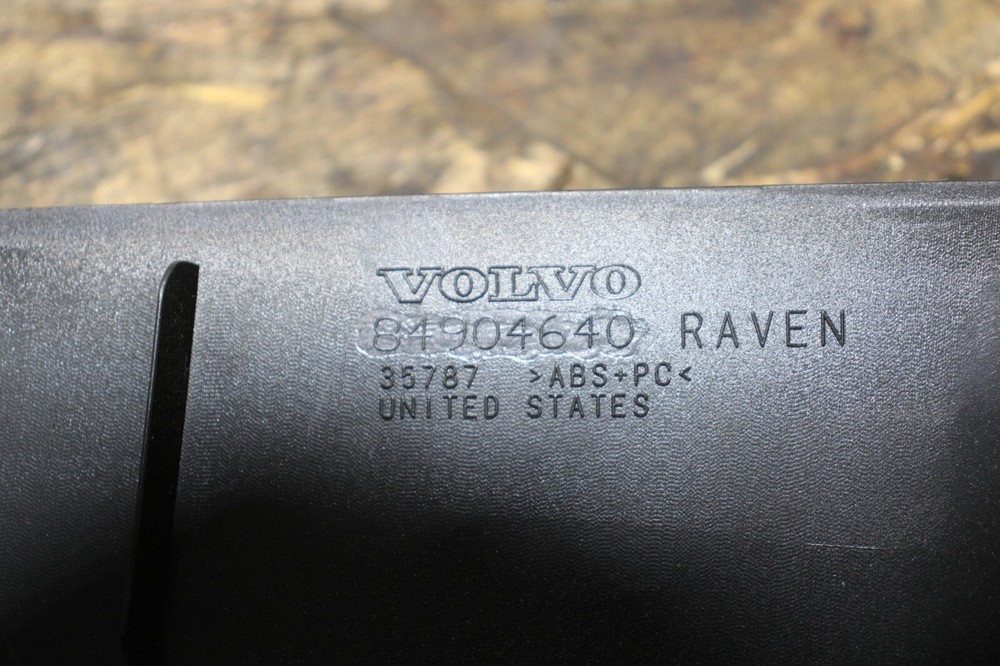 VOLVO
84904640 RAVEN
35787 >ABS+PC<
UNITED STATES